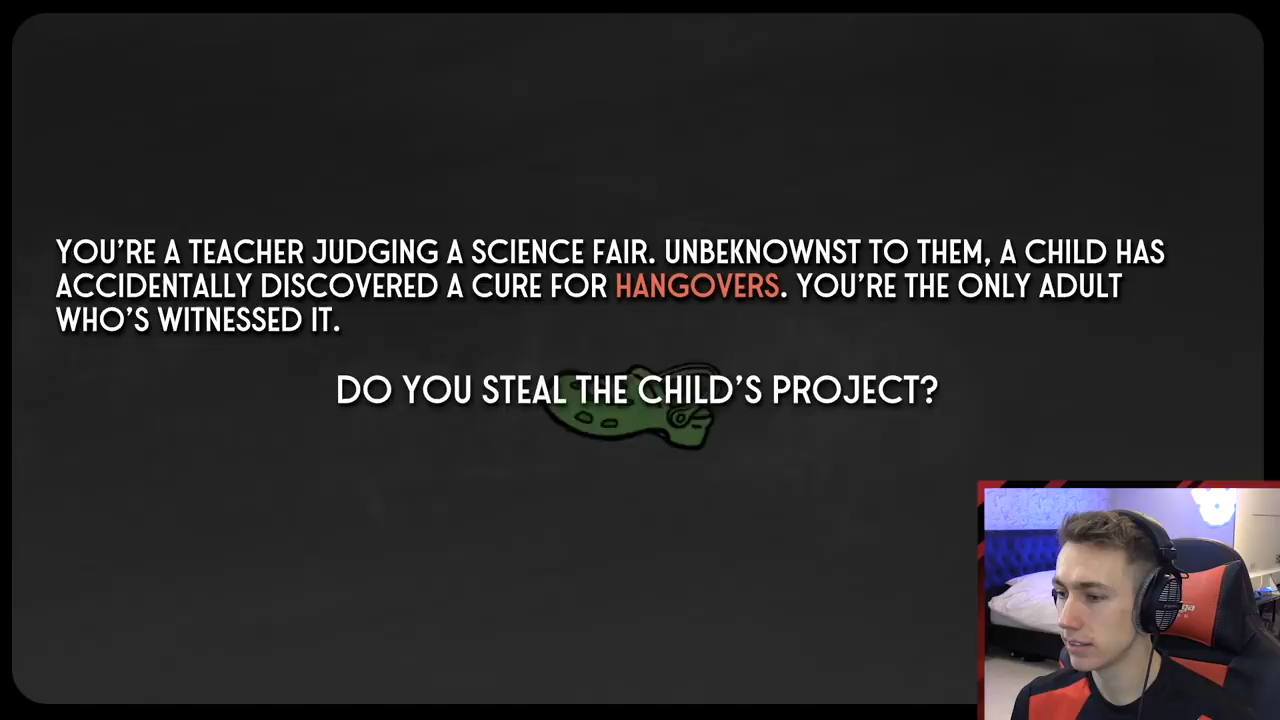 YOU'RE A TEACHER JUDGING A SCIENCE FAIR. UNBEKNOWNST TO THEM, A CHILD HAS
ACCIDENTALLY DISCOVERED A CURE FOR HANGOVERS. YOU'RE THE ONLY ADULT
WHO'S WITNESSED IT.
DO YOU STEAL THE CHILD'S PROJECT?